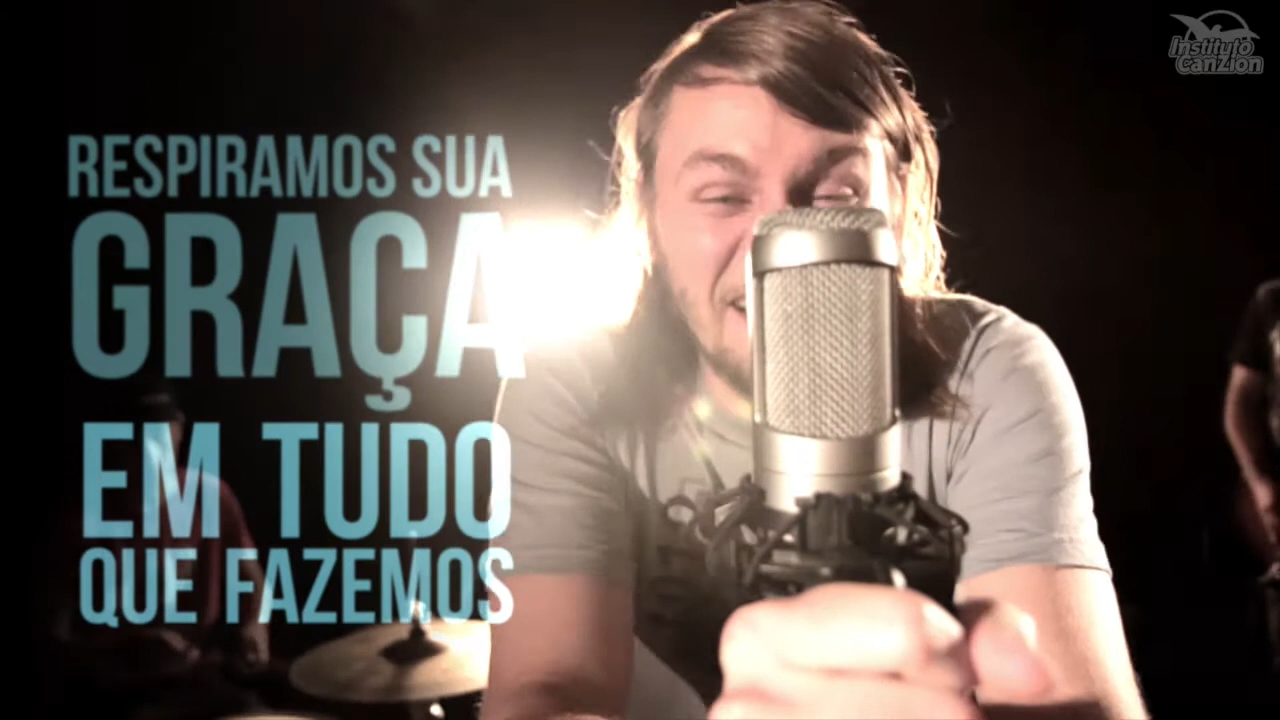 RESPIRAMOS SUA
GRAÇA
EM TUDO
QUE FAZEMOS
Instituto
CanZion